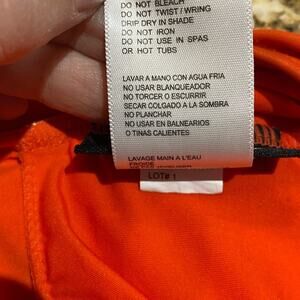 DO NOT BLEACH
DO NOT TWIST / WRING
DRIP DRY IN SHADE
DO NOT IRON
DO NOT USE IN SPAS
OR HOT TUBS
LAVAR A MANO CON AGUA FRIA
NO USAR BLANQUEADOR
NO TORCER O ESCURRIR
SECAR COLGADO A LA SOMBRA
NO PLANCHAR
NO USAR EN BALNEARIOS
O TINAS CALIENTES
LAVAGE MAIN A L'EAU
FROIDE
LOT# 1